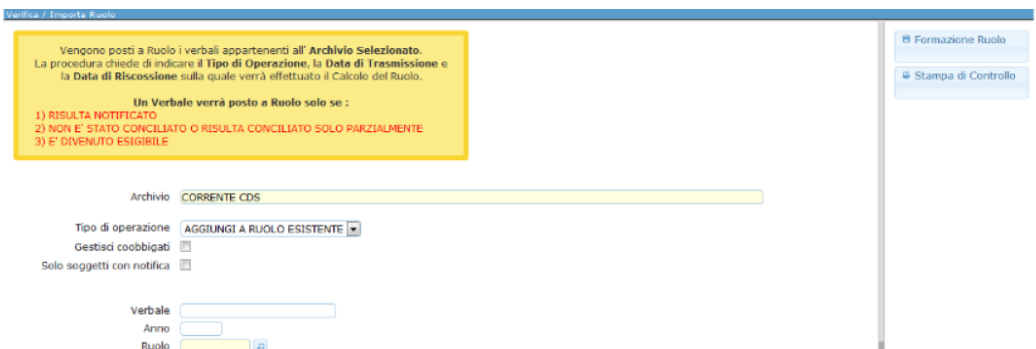 Verifica / Importa Ruolo
Vengono posti a Ruolo i verbali appartenenti all' Archivio Selezionato.
La procedura chiede di indicare il Tipo di Operazione, la Data di Trasmissione e
la Data di Riscossione sulla quale verrà effettuato il Calcolo del Ruolo.
Un Verbale verrà posto a Ruolo solo se :
1) RISULTA NOTIFICATO
2) NON E' STATO CONCILIATO O RISULTA CONCILIATO SOLO PARZIALMENTE
3) E' DIVENUTO ESIGIBILE
Formazione Ruolo
Stampa di Controllo
Archivio CORRENTE CDS
Tipo di operazione AGGIUNGI A RUOLO ESISTENTE
Gestisci coobbigati
Solo soggetti con notifica
Verbale
Anno
Ruolo